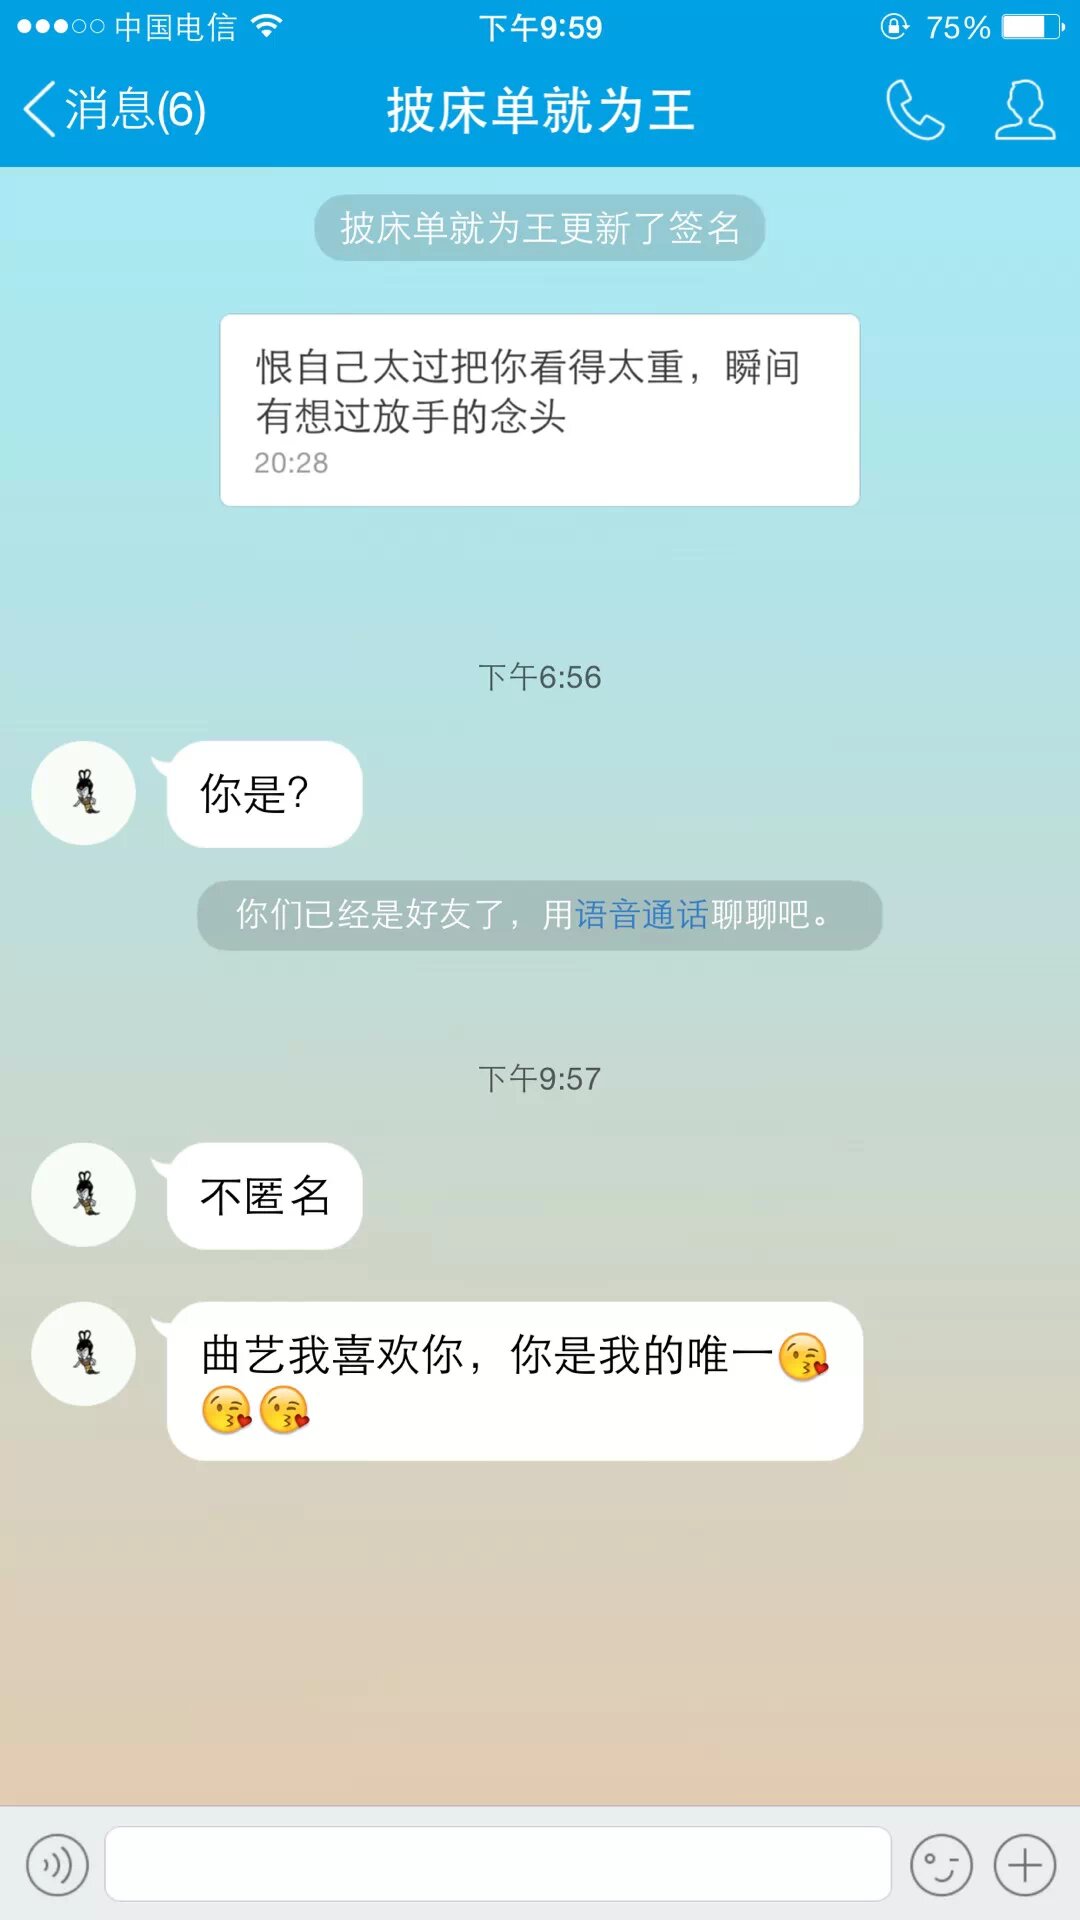 中国电信 下午9:59 75%
消息(6) 披床单就为王
披床单就为王更新了签名
恨自己太过把你看得太重，瞬间
有想过放手的念头
20:28
下午6:56
你是？
你们已经是好友了，用语音通话聊聊吧。
下午9:57
不匿名
曲艺我喜欢你，你是我的唯一😘
😘😘